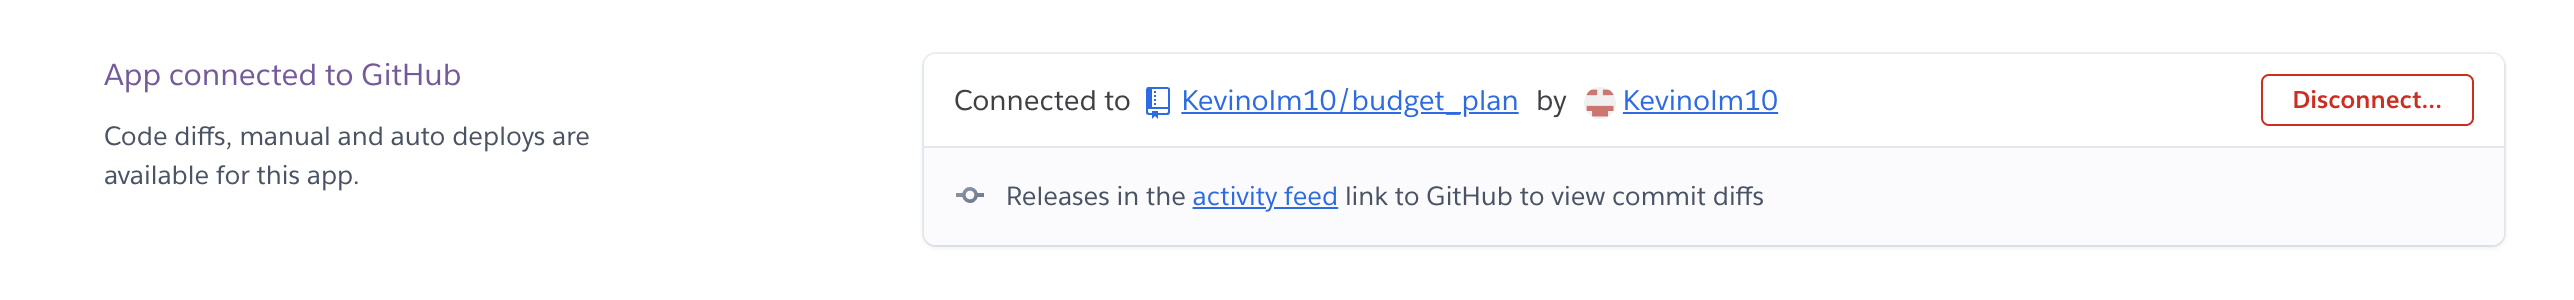 App connected to GitHub
Code diffs, manual and auto deploys are
available for this app.
Connected to Kevinolm10/budget_plan by Kevinolm10
Disconnect...
Releases in the activity feed link to GitHub to view commit diffs